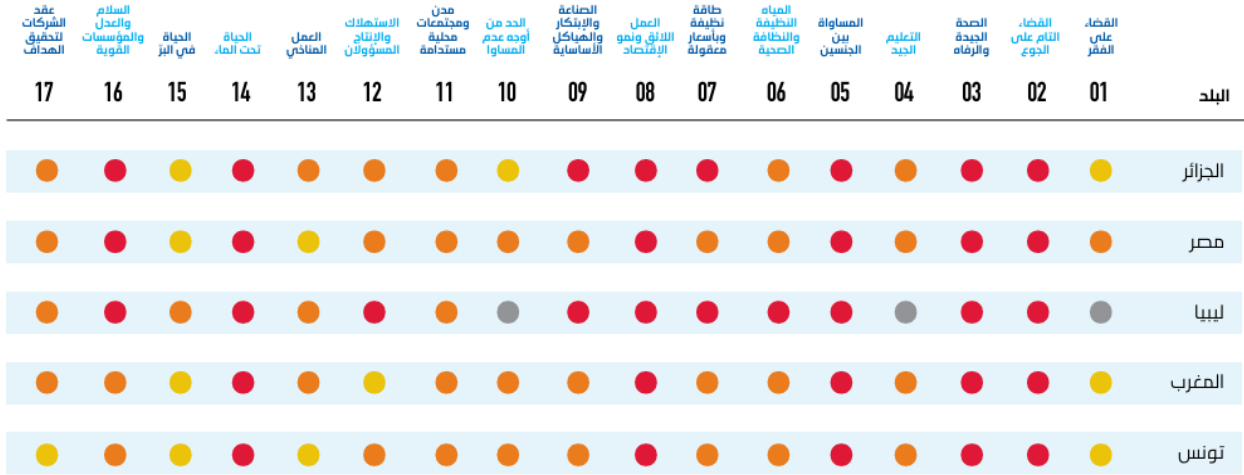 القضاء
على
الفقر
القضاء
التام على
الجوع
الصحة
الجيدة
والرفاه
التعليم
الجيد
المساواة
بين
الجنسين
المياه
النظيفة
والنظافة
الصحية
طاقة
نظيفة
وبأسعار
معقولة
العمل
اللائق ونمو
الإقتصاد
الصناعة
والإبتكار
والهياكل
الأساساية
الحد من
أوجه عدم
المساوا
مدن
ومجتمعات
محلية
مستدامة
الاستهلاك
والإنتاج
المسؤولان
العمل
المناخي
الحياة
تحت الماء
الحياة
في البرّ
السلام
والعدل
والمؤسسات
القوية
عقد
الشركات
لتحقيق
الهداف
البلد 01 02 03 04 05 06 07 08 09 10 11 12 13 14 15 16 17
الجزائر
مصر
ليبيا
المغرب
تونس